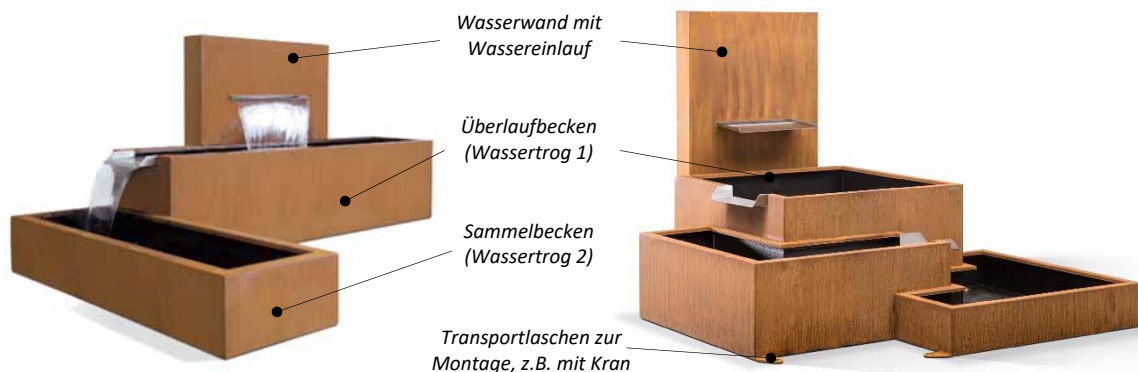 Wasserwand mit
Wassereinlauf
Überlaufbecken
(Wassertrog 1)
Sammelbecken
(Wassertrog 2)
Transportlaschen zur
Montage, z.B. mit Kran